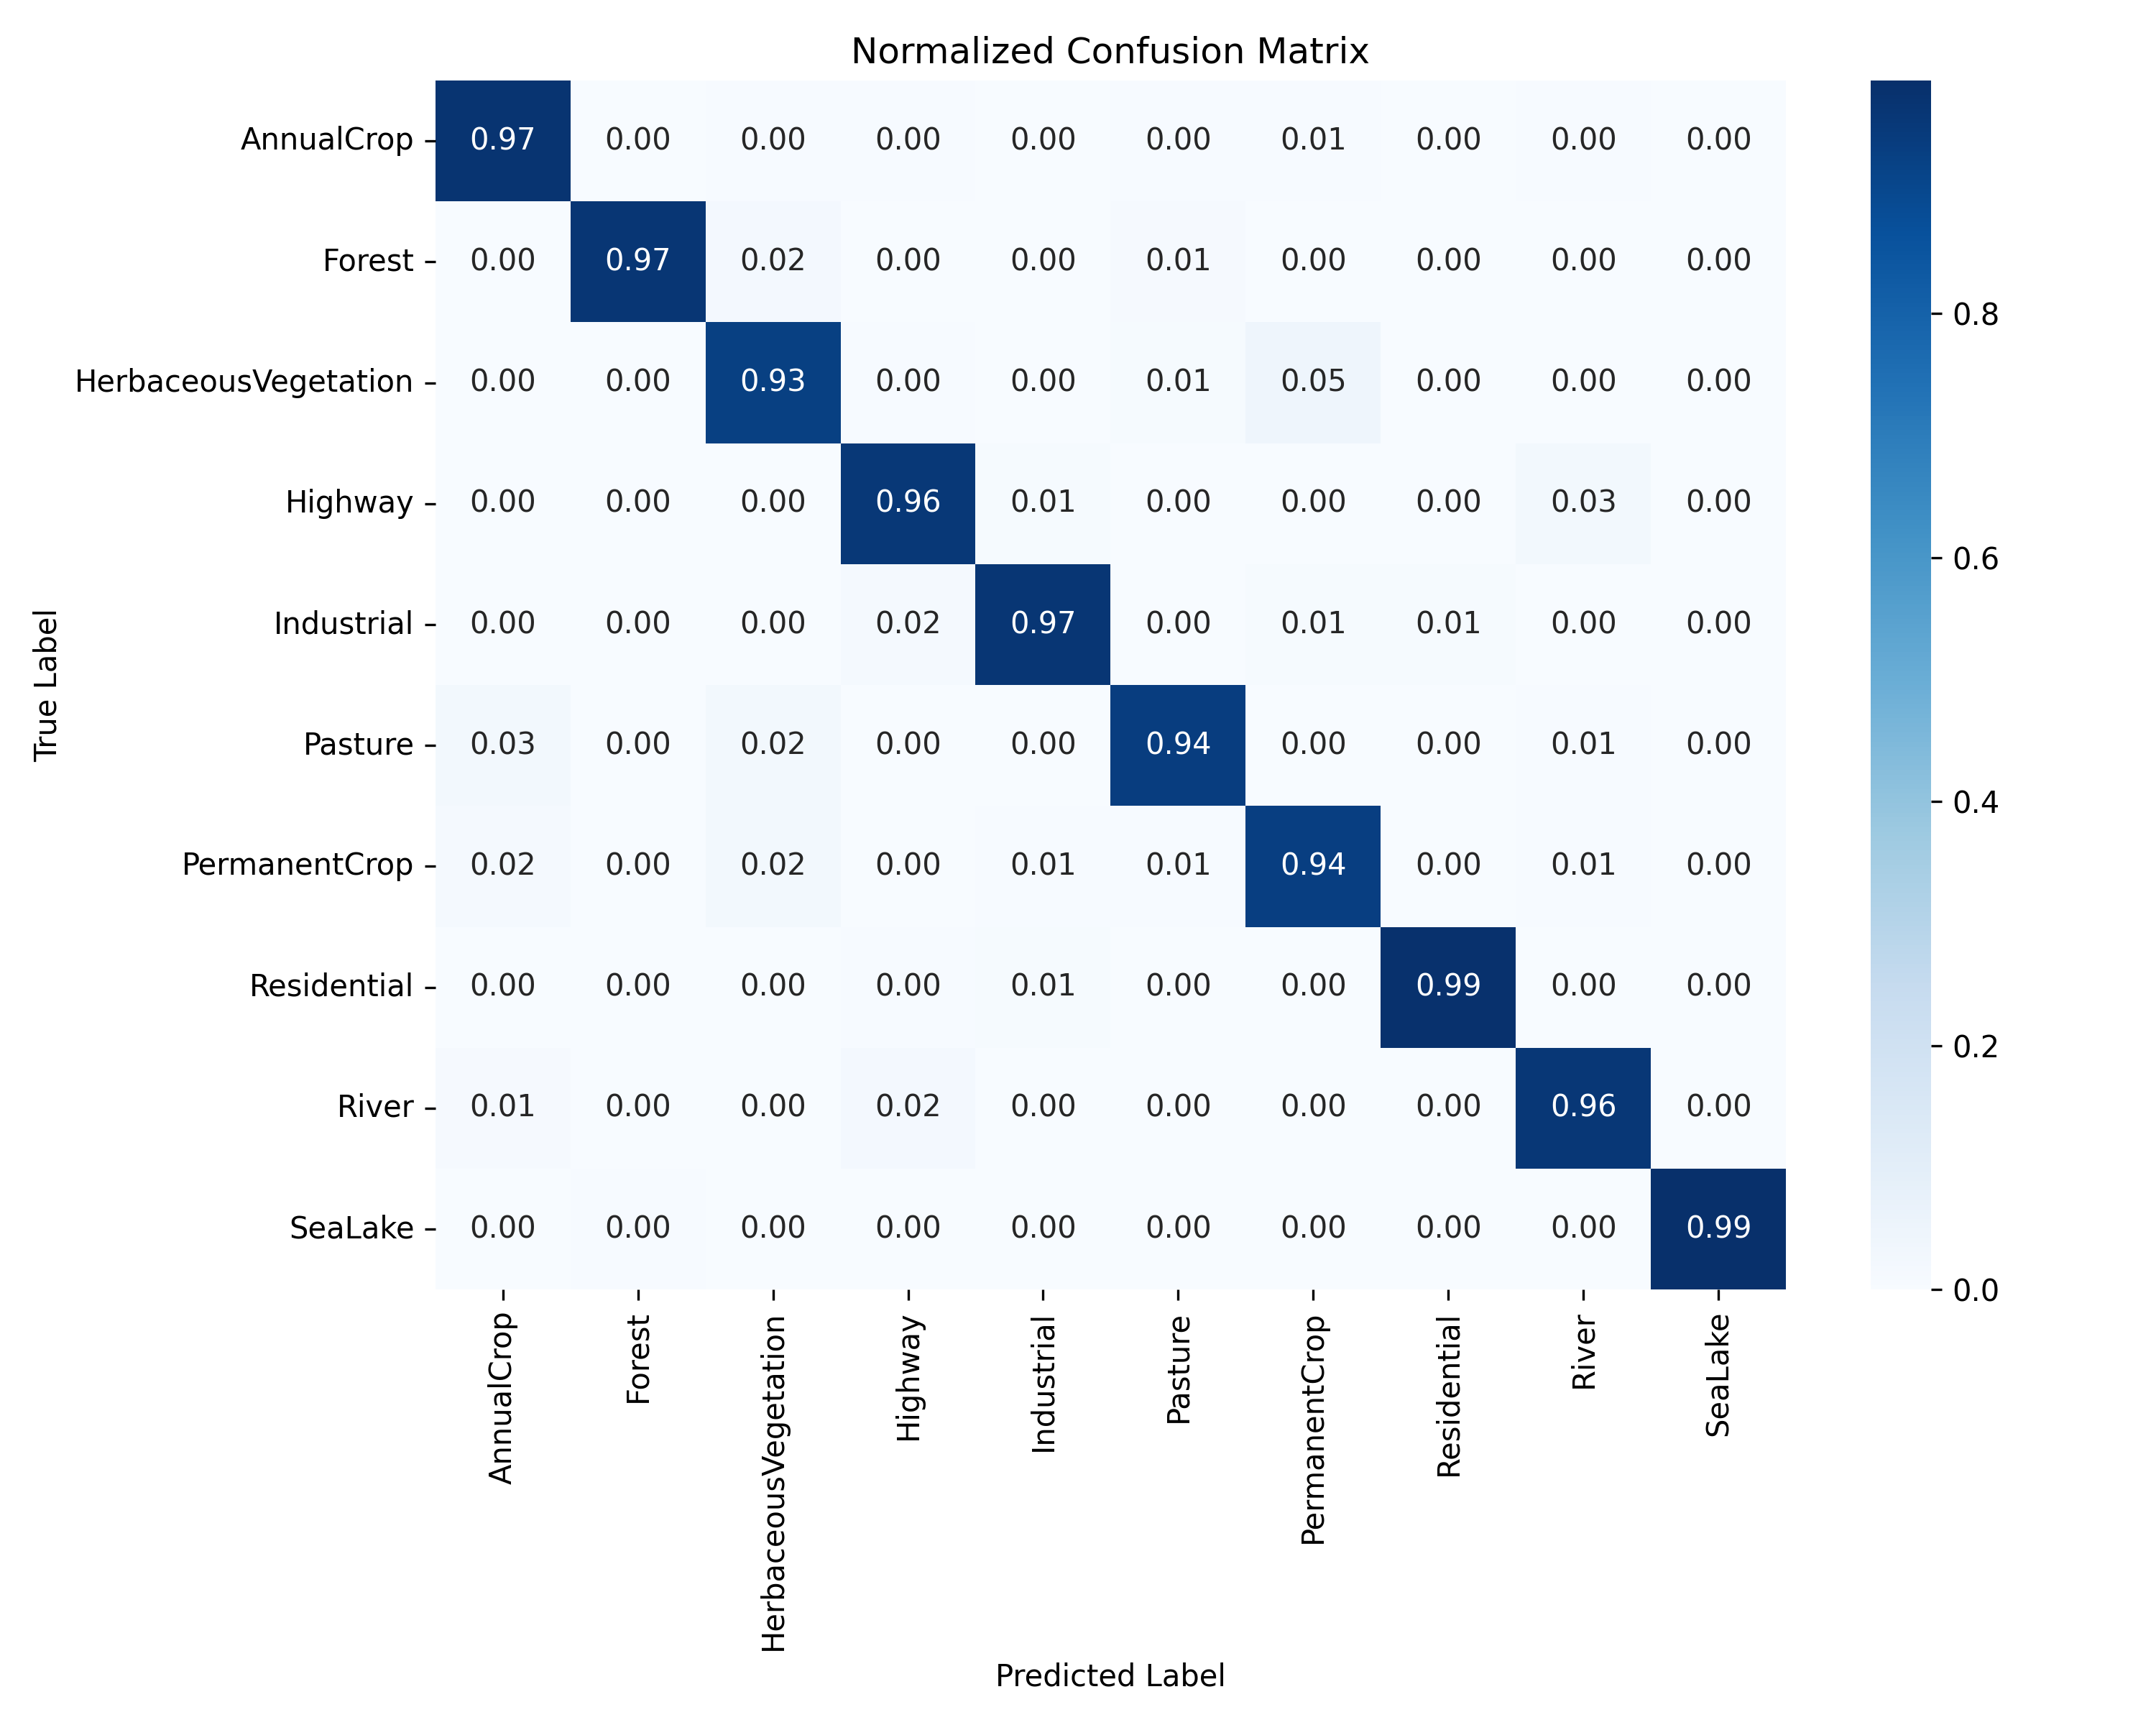 Normalized Confusion Matrix
AnnualCrop 0.97 0.00 0.00 0.00 0.00 0.00 0.01 0.00 0.00 0.00
Forest 0.00 0.97 0.02 0.00 0.00 0.01 0.00 0.00 0.00 0.00
HerbaceousVegetation 0.00 0.00 0.93 0.00 0.00 0.01 0.05 0.00 0.00 0.00
Highway 0.00 0.00 0.00 0.96 0.01 0.00 0.00 0.00 0.03 0.00
Industrial 0.00 0.00 0.00 0.02 0.97 0.00 0.01 0.01 0.00 0.00
Pasture 0.03 0.00 0.02 0.00 0.00 0.94 0.00 0.00 0.01 0.00
PermanentCrop 0.02 0.00 0.02 0.00 0.01 0.01 0.94 0.00 0.01 0.00
Residential 0.00 0.00 0.00 0.00 0.01 0.00 0.00 0.99 0.00 0.00
River 0.01 0.00 0.00 0.02 0.00 0.00 0.00 0.00 0.96 0.00
SeaLake 0.00 0.00 0.00 0.00 0.00 0.00 0.00 0.00 0.00 0.99
True Label
AnnualCrop
Forest
HerbaceousVegetation
Highway
Industrial
Pasture
PermanentCrop
Residential
River
SeaLake
Predicted Label
0.8
0.6
0.4
0.2
0.0